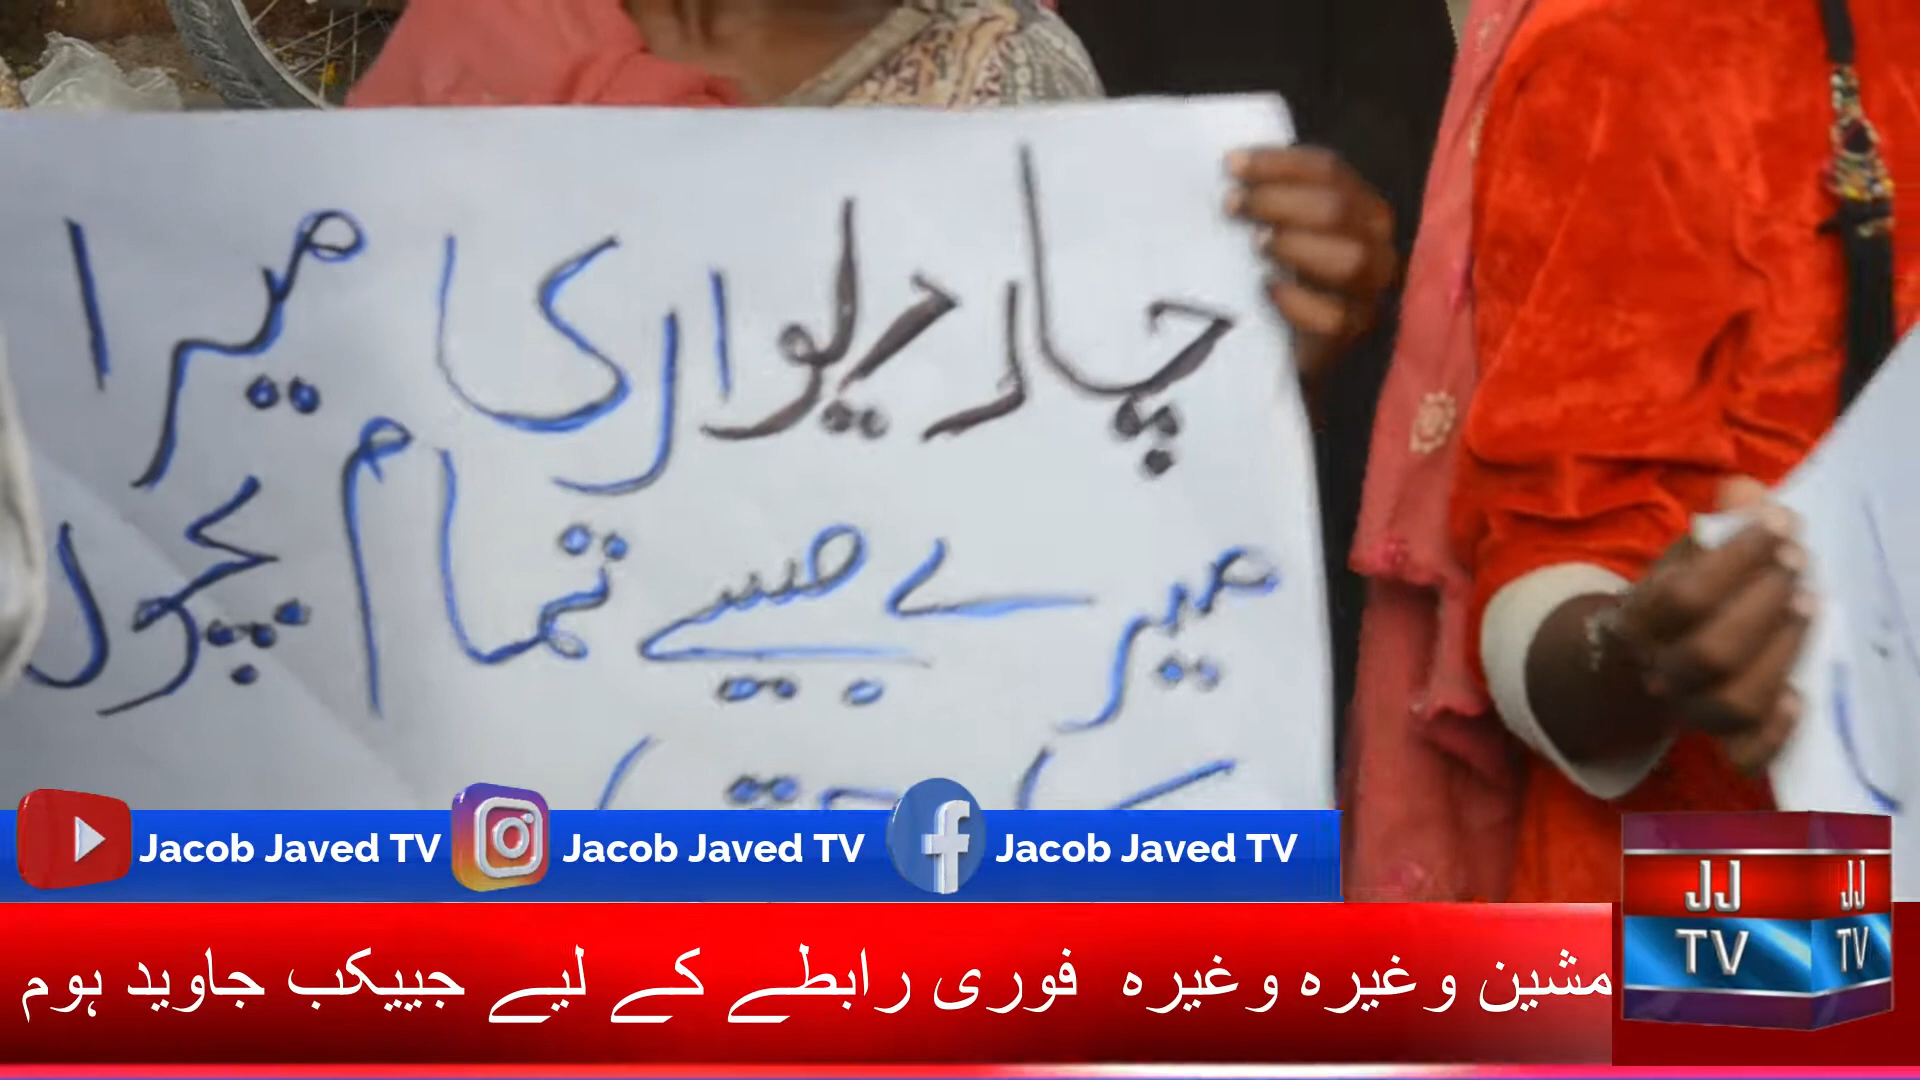 چار دیواری میرا
میرے جیسے تمام بچوں
Jacob Javed TV Jacob Javed TV Jacob Javed TV
مشین وغیرہ وغیرہ فوری رابطے کے لیے جییکب جاوید ہوم
JJ JJ
TV TV